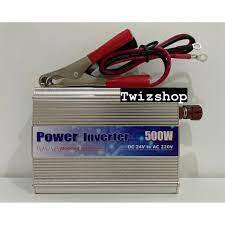 Twizshop
Power Inverter 500W
DC 24V to AC 220V